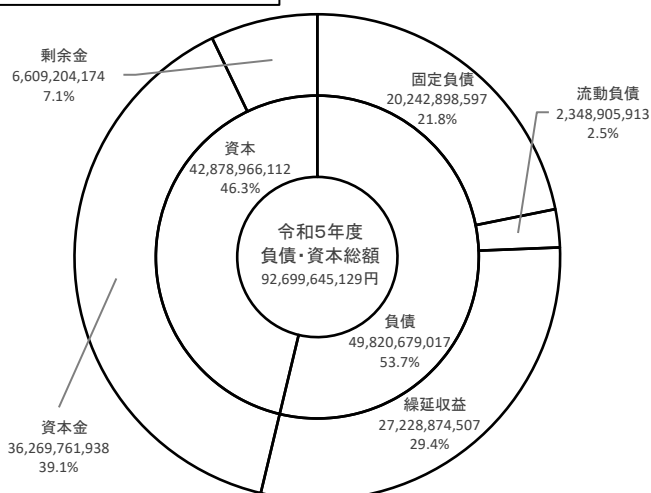 剰余金
6,609,204,174
7.1%
固定負債
20,242,898,597
21.8%
流動負債
2,348,905,913
2.5%
資本
42,878,966,112
46.3%
令和5年度
負債・資本総額
92,699,645,129円
負債
49,820,679,017
53.7%
繰延収益
27,228,874,507
29.4%
資本金
36,269,761,938
39.1%